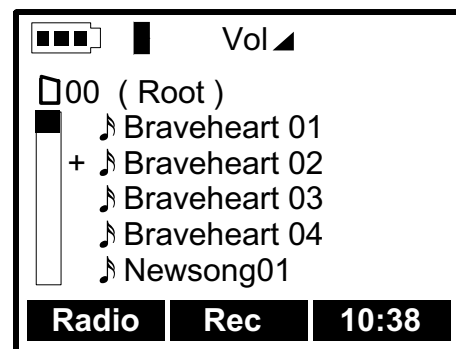 Vol
00 ( Root )
Braveheart 01
+ Braveheart 02
Braveheart 03
Braveheart 04
Newsong01
Radio Rec 10:38